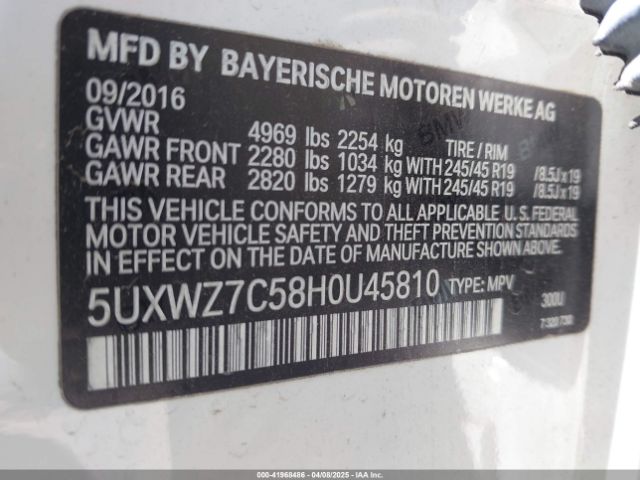 MFD BY BAYERISCHE MOTOREN WERKE AG
09/2016
GVWR 4969 lbs 2254 kg TIRE / RIM
GAWR FRONT 2280 lbs 1034 kg WITH 245/45 R19 /8.5J x 19
GAWR REAR 2820 lbs 1279 kg WITH 245/45 R19 /8.5J x 19
THIS VEHICLE CONFORMS TO ALL APPLICABLE U. S. FEDERAL
MOTOR VEHICLE SAFETY AND THEFT PREVENTION STANDARDS
IN EFFECT ON THE DATE OF MANUFACTURE SHOWN ABOVE.
5UXWZ7C58H0U45810 TYPE: MPV
300U
000-41968486 - 04/08/2025 - IAAI.COM